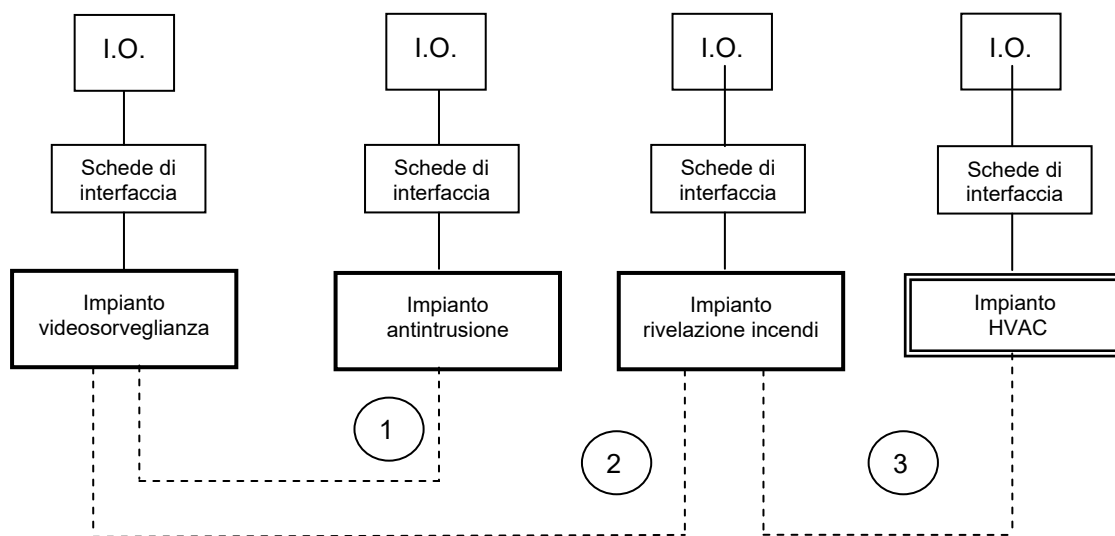 I.O.
I.O.
I.O.
I.O.
Schede di
interfaccia
Schede di
interfaccia
Schede di
interfaccia
Schede di
interfaccia
Impianto
videosorveglianza
Impianto
antintrusione
Impianto
rivelazione incendi
Impianto
HVAC
1
2
3